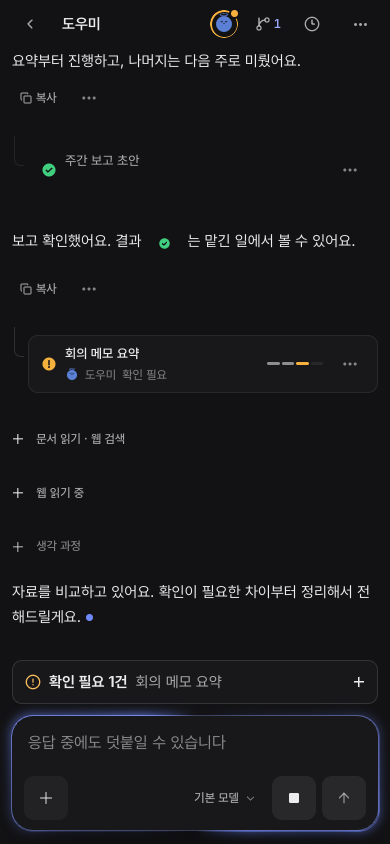 도우미
1
요약부터 진행하고, 나머지는 다음 주로 미뤘어요.
복사
주간 보고 초안
보고 확인했어요. 결과 는 맡긴 일에서 볼 수 있어요.
복사
회의 메모 요약
도우미 확인 필요
문서 읽기 · 웹 검색
웹 읽기 중
생각 과정
자료를 비교하고 있어요. 확인이 필요한 차이부터 정리해서 전
해드릴게요.
확인 필요 1건 회의 메모 요약
응답 중에도 덧붙일 수 있습니다
기본 모델